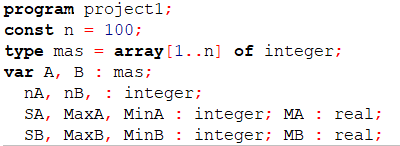 program project1;
const n = 100;
type mas = array[1..n] of integer;
var A, B : mas;
nA, nB, : integer;
SA, MaxA, MinA : integer; MA : real;
SB, MaxB, MinB : integer; MB : real;